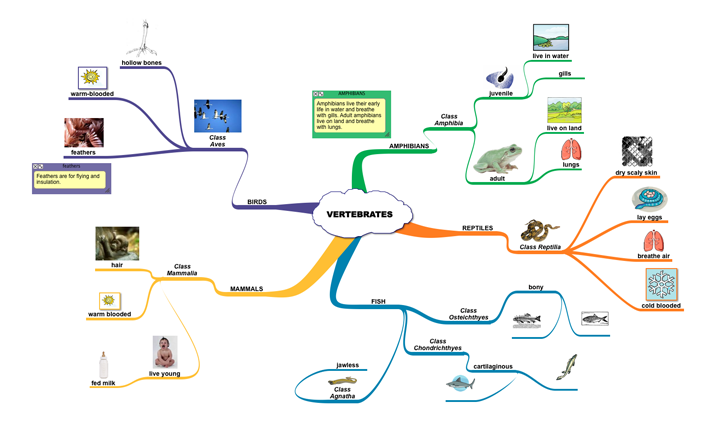 hollow bones
warm-blooded
feathers
Class
Aves
feathers
Feathers are for flying and
insulation.
BIRDS
AMPHIBIANS
Amphibians live their early
life in water and breathe
with gills. Adult amphibians
live on land and breathe
with lungs.
AMPHIBIANS
Class
Amphibia
juvenile
live in water
gills
adult
live on land
lungs
VERTEBRATES
REPTILES
Class Reptilia
dry scaly skin
lay eggs
breathe air
cold blooded
MAMMALS
Class
Mammalia
hair
warm blooded
live young
fed milk
FISH
Class
Osteichthyes
bony
Class
Chondrichthyes
cartilaginous
jawless
Class
Agnatha